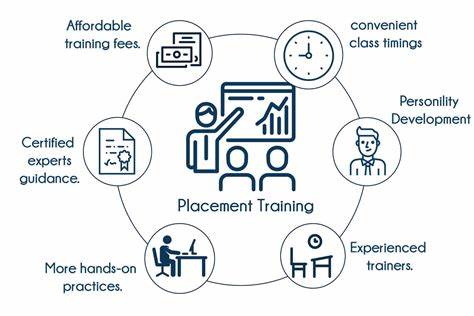 Affordable
training fees.
convenient
class timings
Personility
Development
Certified
experts
guidance.
Placement Training
More hands-on
practices.
Experienced
trainers.